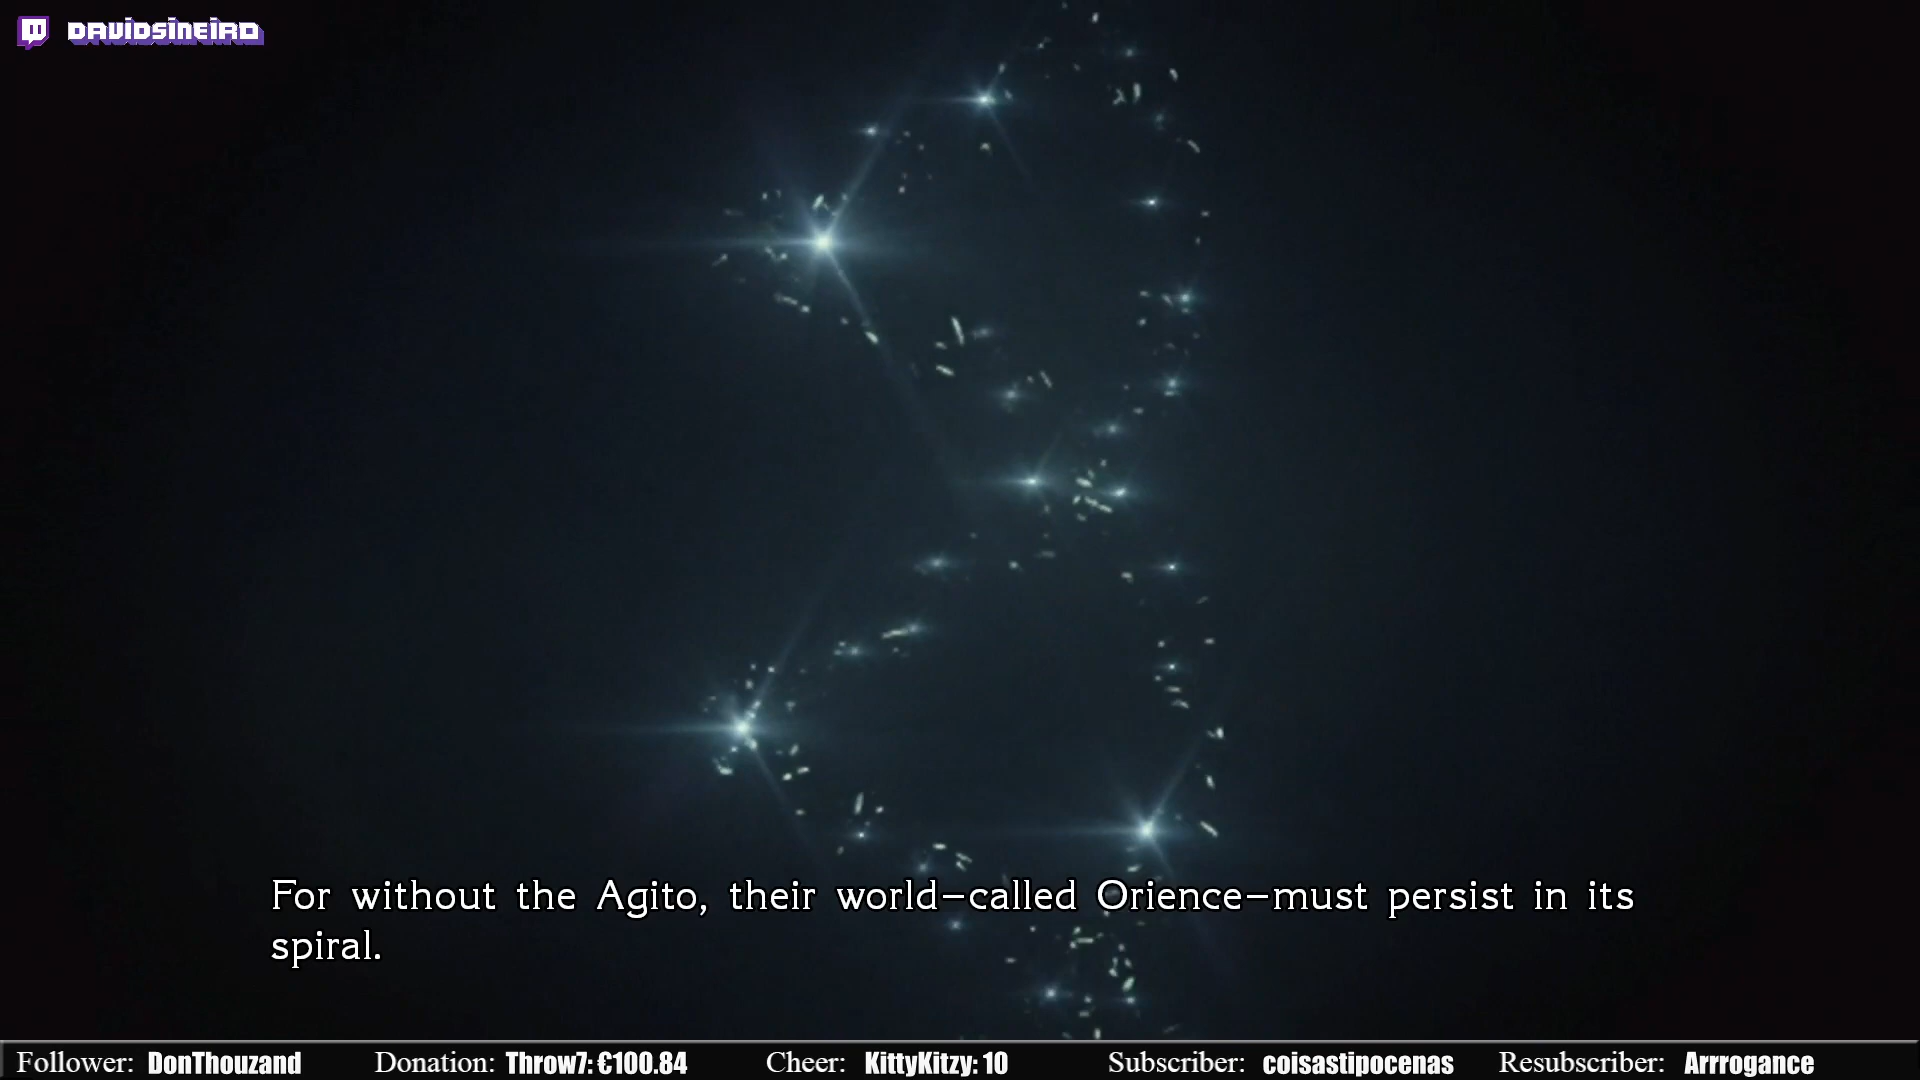 DAVIDSINEIRO
For without the Agito, their world—called Orience—must persist in its
spiral.
Follower: DonThouzand Donation: Throw7: €100.84 Cheer: KittyKitzy: 10 Subscriber: coisastipocenas Resubscriber: Arrrogance